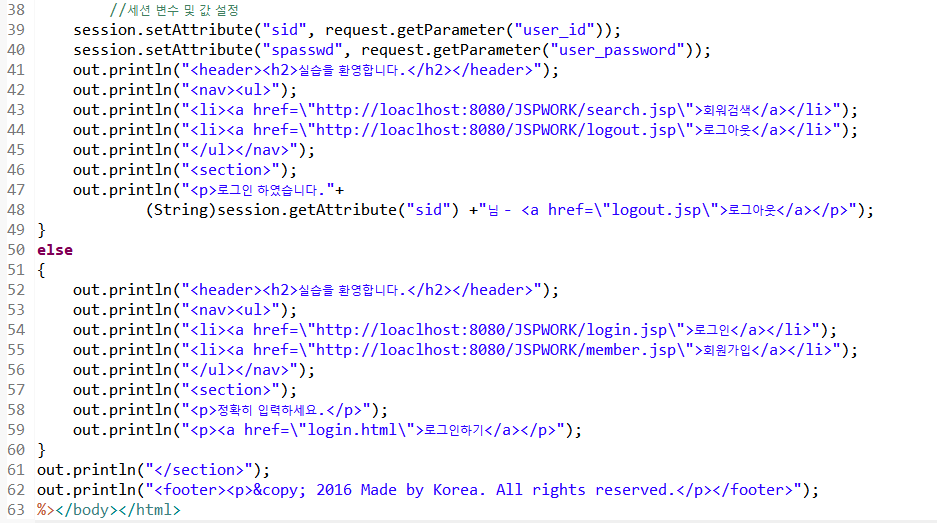 38 //세션 변수 및 값 설정
39 session.setAttribute("sid", request.getParameter("user_id"));
40 session.setAttribute("spasswd", request.getParameter("user_password"));
41 out.println("<header><h2>실습을 환영합니다.</h2></header>");
42 out.println("<nav><ul>");
43 out.println("<li><a href=\"http://loaclhost:8080/JSPWORK/search.jsp\">회워검색</a></li>");
44 out.println("<li><a href=\"http://loaclhost:8080/JSPWORK/logout.jsp\">로그아웃</a></li>");
45 out.println("</ul></nav>");
46 out.println("<section>");
47 out.println("<p>로그인 하였습니다."+
48 (String)session.getAttribute("sid") +"님 - <a href=\"logout.jsp\">로그아웃</a></p>");
49 }
50 else
51 {
52 out.println("<header><h2>실습을 환영합니다.</h2></header>");
53 out.println("<nav><ul>");
54 out.println("<li><a href=\"http://loaclhost:8080/JSPWORK/login.jsp\">로그인</a></li>");
55 out.println("<li><a href=\"http://loaclhost:8080/JSPWORK/member.jsp\">회원가입</a></li>");
56 out.println("</ul></nav>");
57 out.println("<section>");
58 out.println("<p>정확히 입력하세요.</p>");
59 out.println("<p><a href=\"login.html\">로그인하기</a></p>");
60 }
61 out.println("</section>");
62 out.println("<footer><p>&copy; 2016 Made by Korea. All rights reserved.</p></footer>");
63 %></body></html>